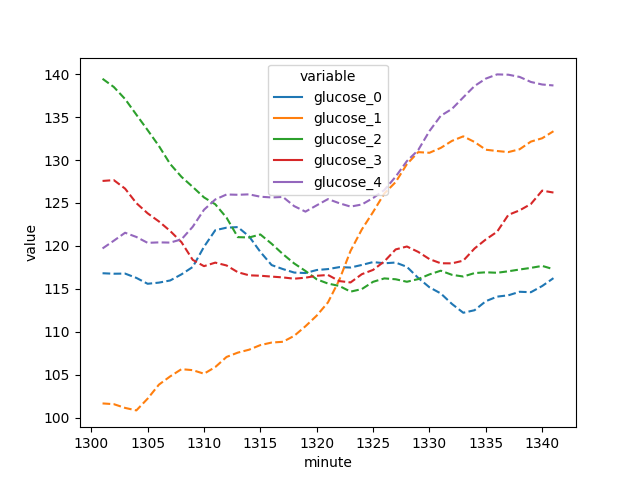 140
135
130
125
120
115
110
105
100
value
variable
glucose_0
glucose_1
glucose_2
glucose_3
glucose_4
1300 1305 1310 1315 1320 1325 1330 1335 1340
minute